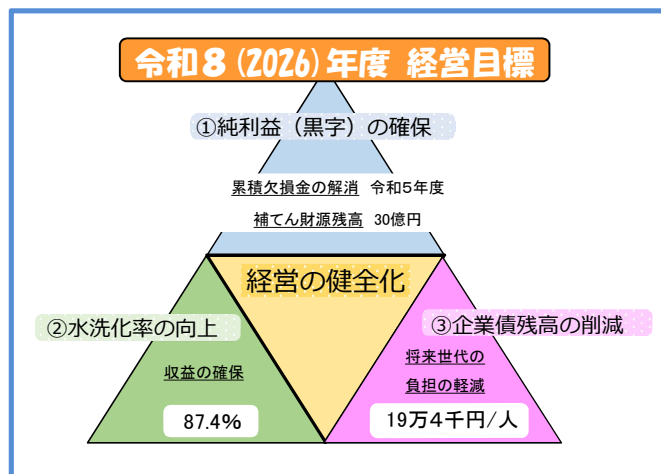 令和８(2026)年度 経営目標
①純利益（黒字）の確保
累積欠損金の解消 令和5年度
補てん財源残高 30億円
経営の健全化
②水洗化率の向上
収益の確保
87.4%
③企業債残高の削減
将来世代の
負担の軽減
19万4千円/人